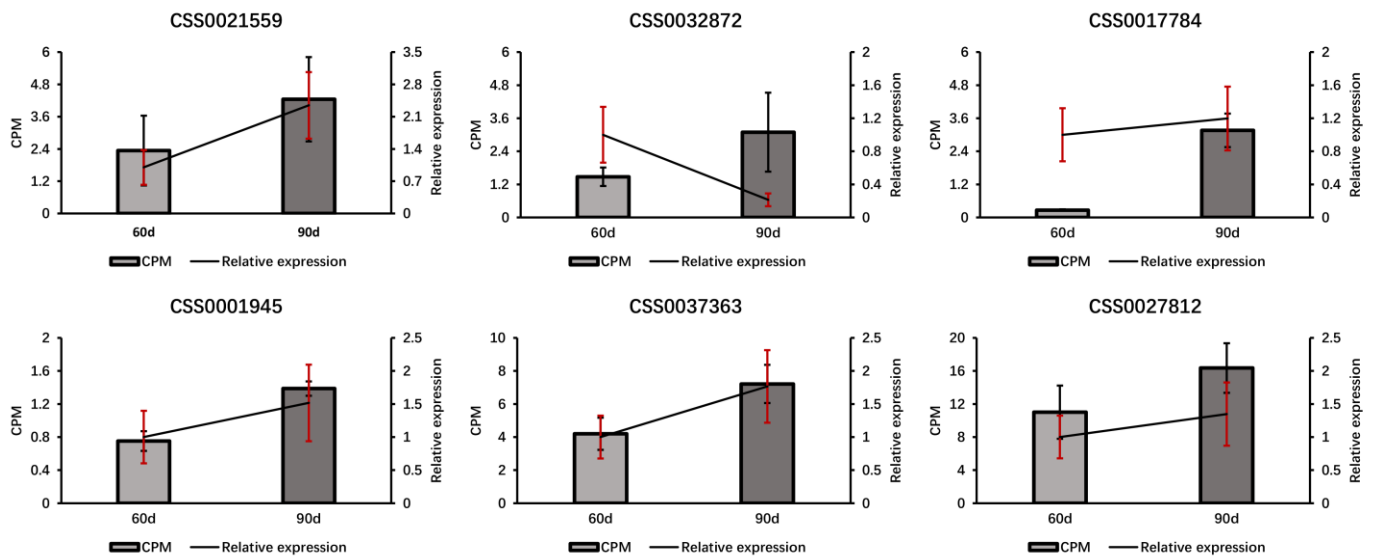 CSS0021559
CSS0032872
CSS0017784
6
4.8
3.6
2.4
1.2
0
CPM
3.5
2.8
2.1
1.4
0.7
0
Relative expression
60d
90d
CPM
Relative expression
6
4.8
3.6
2.4
1.2
0
CPM
2
1.6
1.2
0.8
0.4
0
Relative expression
60d
90d
CPM
Relative expression
6
4.8
3.6
2.4
1.2
0
CPM
2
1.6
1.2
0.8
0.4
0
Relative expression
60d
90d
CPM
Relative expression
CSS0001945
CSS0037363
CSS0027812
2
1.6
1.2
0.8
0.4
0
CPM
2.5
2
1.5
1
0.5
0
Relative expression
60d
90d
CPM
Relative expression
10
8
6
4
2
0
CPM
2.5
2
1.5
1
0.5
0
Relative expression
60d
90d
CPM
Relative expression
20
16
12
8
4
0
CPM
2.5
2
1.5
1
0.5
0
Relative expression
60d
90d
CPM
Relative expression